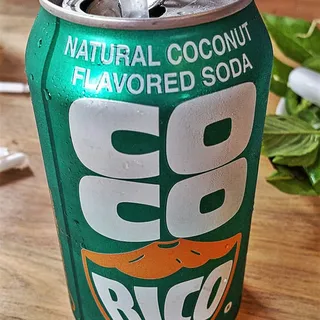 NATURAL COCONUT
FLAVORED SODA
CO
CO
RICO